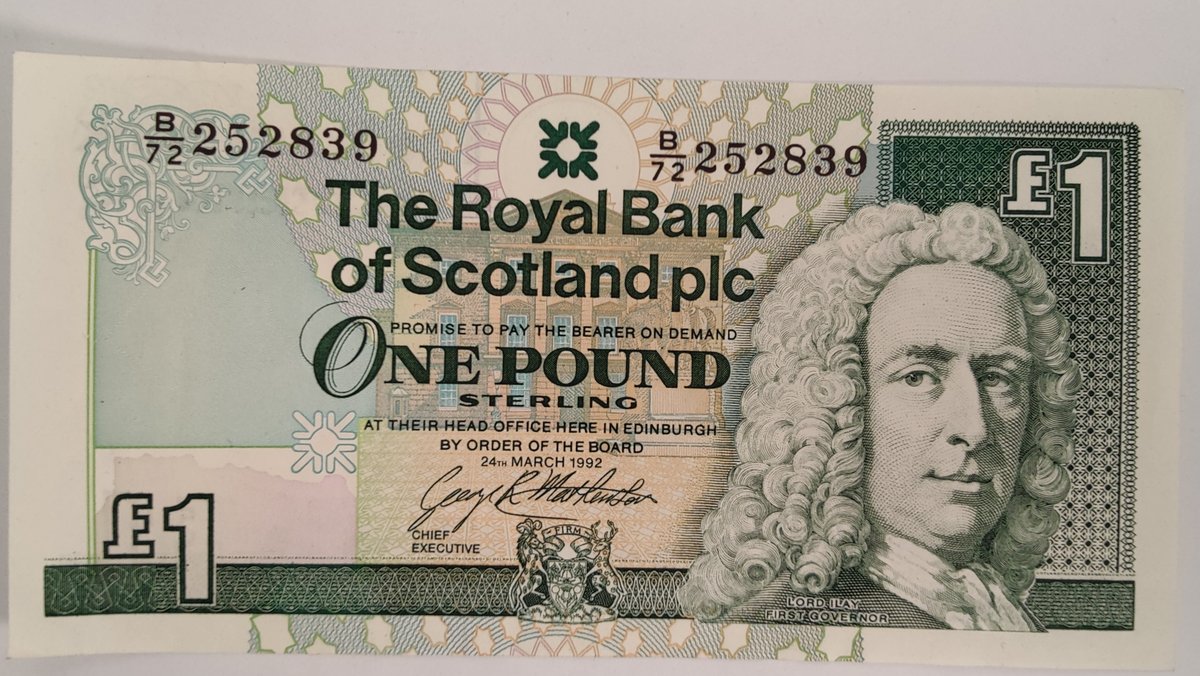 B/72 252839
B/72 252839
£1
The Royal Bank
of Scotland plc
PROMISE TO PAY THE BEARER ON DEMAND
ONE POUND
STERLING
AT THEIR HEAD OFFICE HERE IN EDINBURGH
BY ORDER OF THE BOARD
24TH MARCH 1992
CHIEF
EXECUTIVE
£1
FIRM
LORD ILAY
FIRST GOVERNOR